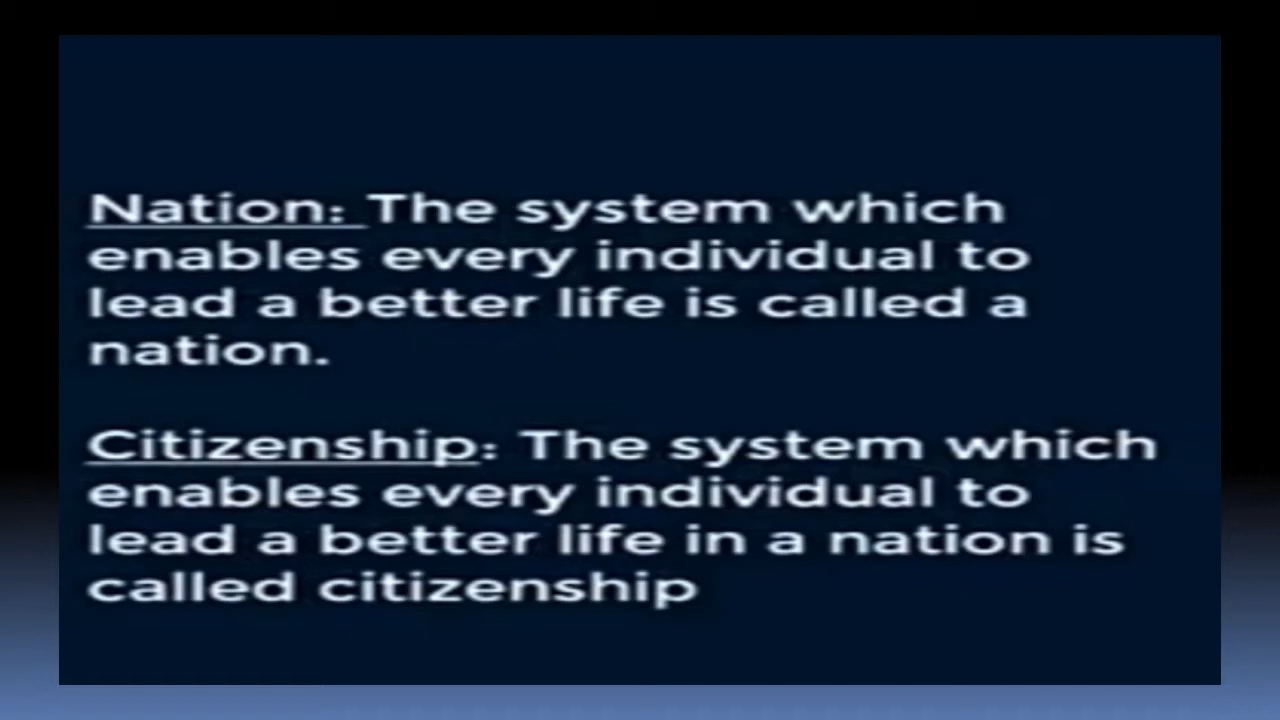 Nation: The system which
enables every individual to
lead a better life is called a
nation.
Citizenship: The system which
enables every individual to
lead a better life in a nation is
called citizenship